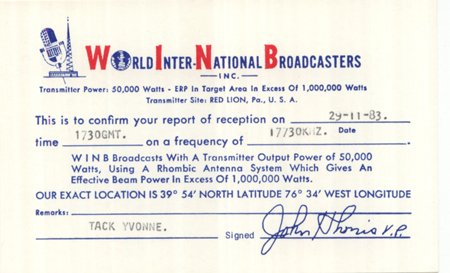 WORLD INTER-NATIONAL BROADCASTERS
INC.
Transmitter Power: 50,000 Watts - ERP In Target Area In Excess Of 1,000,000 Watts
Transmitter Site: RED LION, Pa., U. S. A.
This is to confirm your report of reception on 29-11-83.
Date
time 1730GMT. on a frequency of 17730KHZ.
WINB Broadcasts With A Transmitter Output Power of 50,000
Watts, Using A Rhombic Antenna System Which Gives An
Effective Beam Power In Excess Of 1,000,000 Watts.
OUR EXACT LOCATION IS 39° 54' NORTH LATITUDE 76° 34' WEST LONGITUDE
Remarks:
TACK YVONNE.
Signed John V.P.